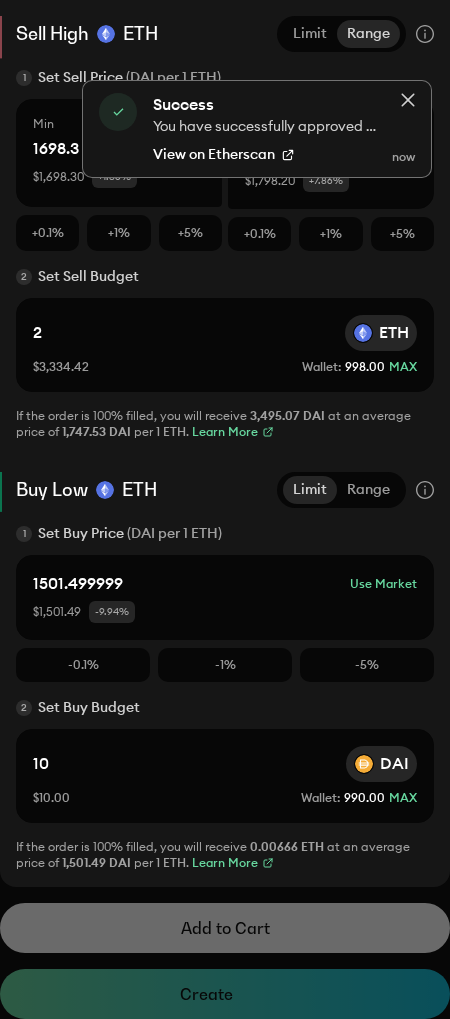 Sell High ETH Limit Range
1 Set Sell Price (DAI per 1 ETH)
Success
You have successfully approved ...
View on Etherscan
now
Min
1698.3
$1,698.30
$1,798.20 +7.86%
+0.1% +1% +5% +0.1% +1% +5%
2 Set Sell Budget
2 ETH
$3,334.42 Wallet: 998.00 MAX
If the order is 100% filled, you will receive 3,495.07 DAI at an average
price of 1,747.53 DAI per 1 ETH. Learn More
Buy Low ETH Limit Range
1 Set Buy Price (DAI per 1 ETH)
1501.499999 Use Market
$1,501.49 -9.94%
-0.1% -1% -5%
2 Set Buy Budget
10 DAI
$10.00 Wallet: 990.00 MAX
If the order is 100% filled, you will receive 0.00666 ETH at an average
price of 1,501.49 DAI per 1 ETH. Learn More
Add to Cart
Create